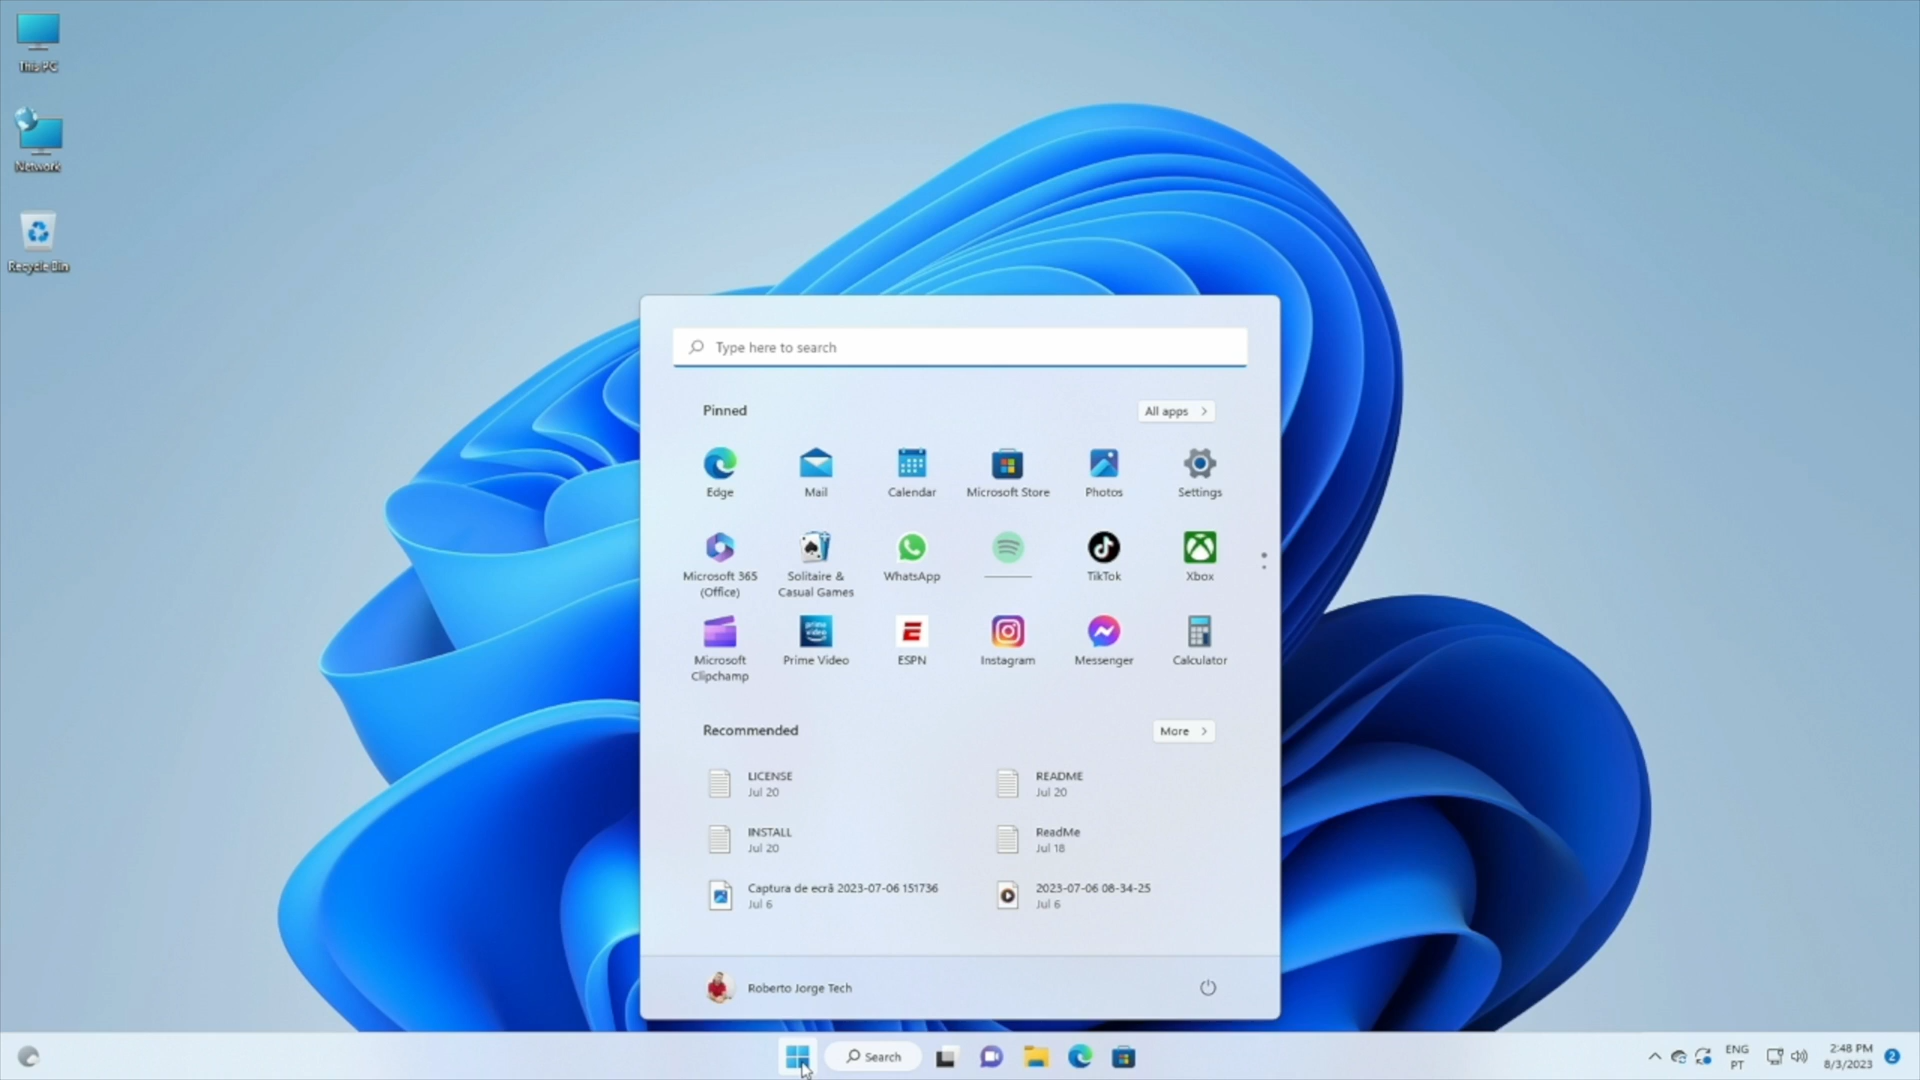 This PC
Network
Recycle Bin
Type here to search
Pinned
All apps
Edge
Mail
Calendar
Microsoft Store
Photos
Settings
Microsoft 365
(Office)
Solitaire &
Casual Games
WhatsApp
TikTok
Xbox
Microsoft
Clipchamp
prime
video
Prime Video
ESPN
Instagram
Messenger
Calculator
Recommended
More
LICENSE
Jul 20
README
Jul 20
INSTALL
Jul 20
ReadMe
Jul 18
Captura de ecrã 2023-07-06 151736
Jul 6
2023-07-06 08-34-25
Jul 6
Roberto Jorge Tech
Search
ENG
PT
2:48 PM
8/3/2023
2